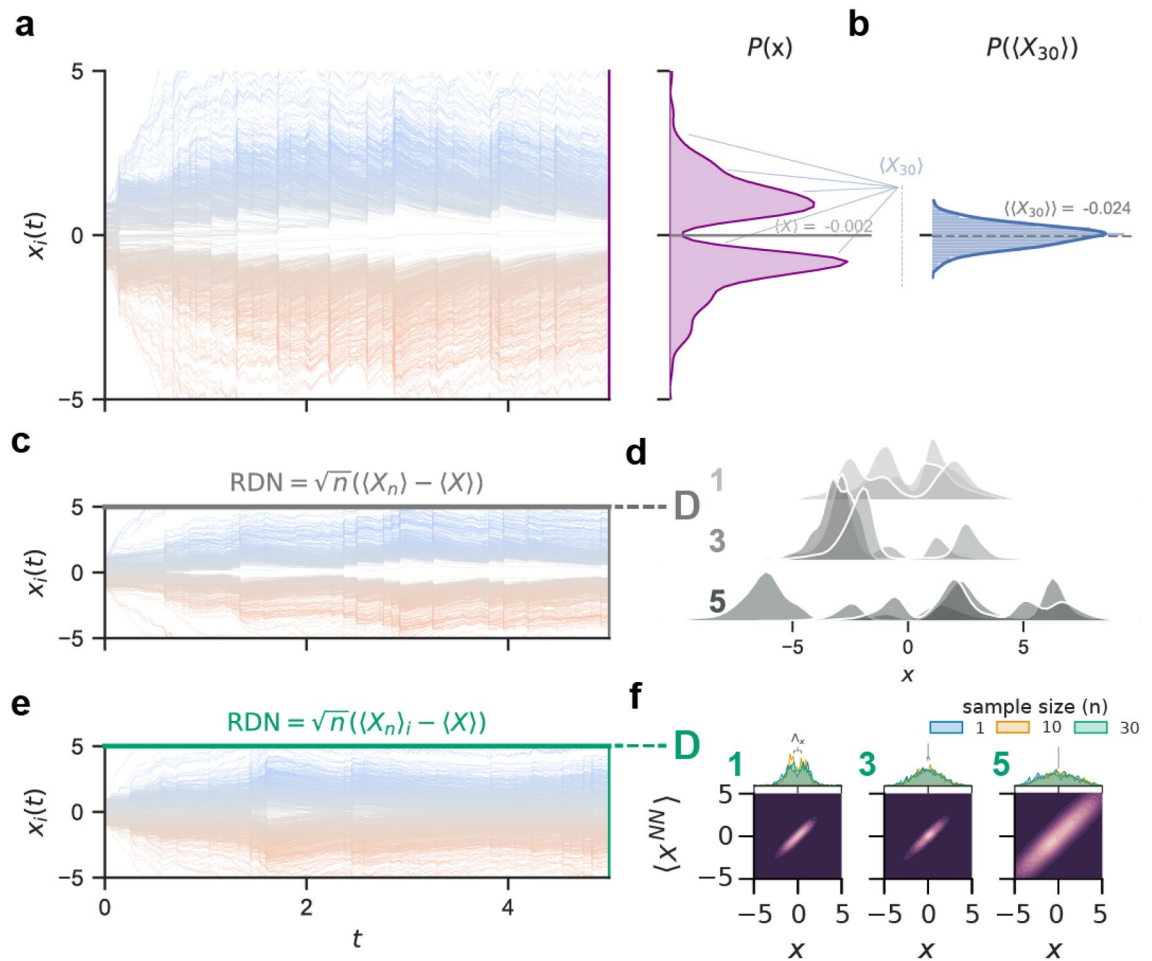 a
b
P(x)
P(⟨X₃₀⟩)
5
0
−5
xᵢ(t)
⟨X₃₀⟩
⟨X⟩ = -0.002
⟨⟨X₃₀⟩⟩ = -0.024
c
RDN = √n(⟨Xₙ⟩ − ⟨X⟩)
5
0
−5
xᵢ(t)
D
d
1
3
5
−5 0 5
x
e
RDN = √n(⟨Xₙ⟩ᵢ − ⟨X⟩)
5
0
−5
xᵢ(t)
0 2 4
t
D
f
sample size (n)
1 10 30
Λₓ
1 3 5
5
0
−5
⟨xᴺᴺ⟩
−5 0 5 −5 0 5 −5 0 5
x x x